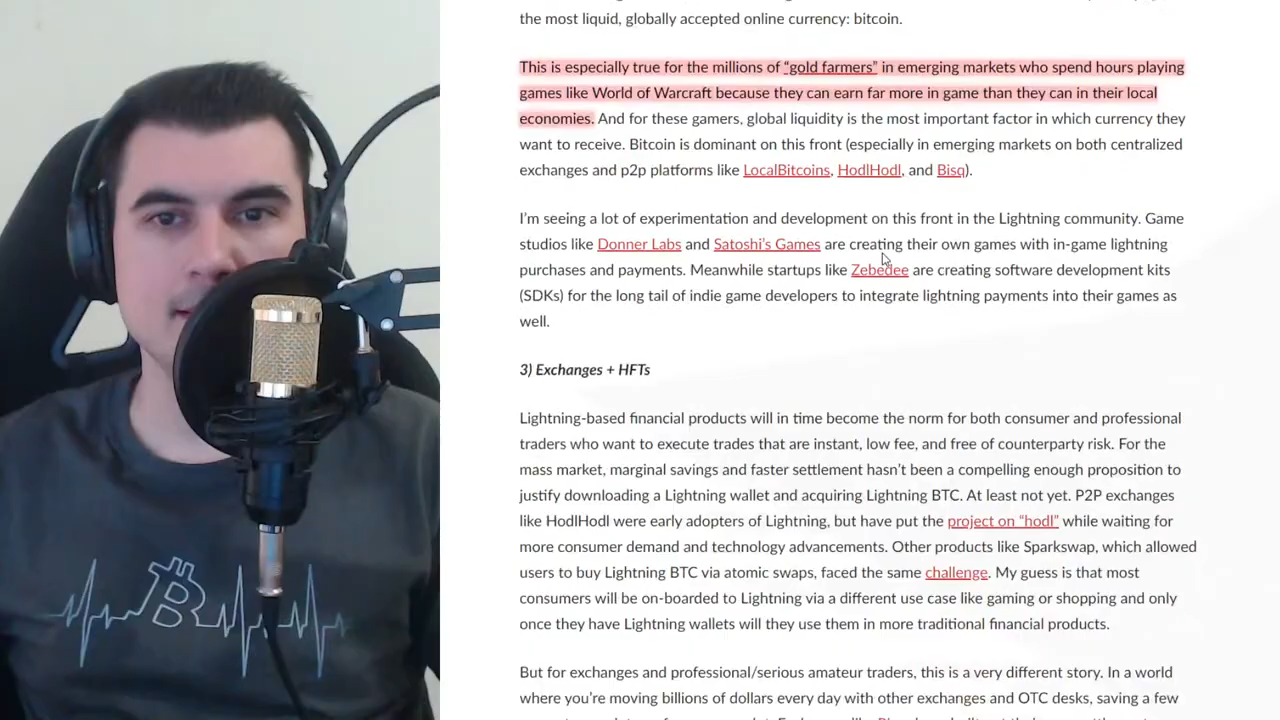 the most liquid, globally accepted online currency: bitcoin.
This is especially true for the millions of “gold farmers” in emerging markets who spend hours playing
games like World of Warcraft because they can earn far more in game than they can in their local
economies. And for these gamers, global liquidity is the most important factor in which currency they
want to receive. Bitcoin is dominant on this front (especially in emerging markets on both centralized
exchanges and p2p platforms like LocalBitcoins, HodlHodl, and Bisq).
I’m seeing a lot of experimentation and development on this front in the Lightning community. Game
studios like Donner Labs and Satoshi’s Games are creating their own games with in-game lightning
purchases and payments. Meanwhile startups like Zebedee are creating software development kits
(SDKs) for the long tail of indie game developers to integrate lightning payments into their games as
well.
3) Exchanges + HFTs
Lightning-based financial products will in time become the norm for both consumer and professional
traders who want to execute trades that are instant, low fee, and free of counterparty risk. For the
mass market, marginal savings and faster settlement hasn’t been a compelling enough proposition to
justify downloading a Lightning wallet and acquiring Lightning BTC. At least not yet. P2P exchanges
like HodlHodl were early adopters of Lightning, but have put the project on “hodl” while waiting for
more consumer demand and technology advancements. Other products like Sparkswap, which allowed
users to buy Lightning BTC via atomic swaps, faced the same challenge. My guess is that most
consumers will be on-boarded to Lightning via a different use case like gaming or shopping and only
once they have Lightning wallets will they use them in more traditional financial products.
But for exchanges and professional/serious amateur traders, this is a very different story. In a world
where you’re moving billions of dollars every day with other exchanges and OTC desks, saving a few